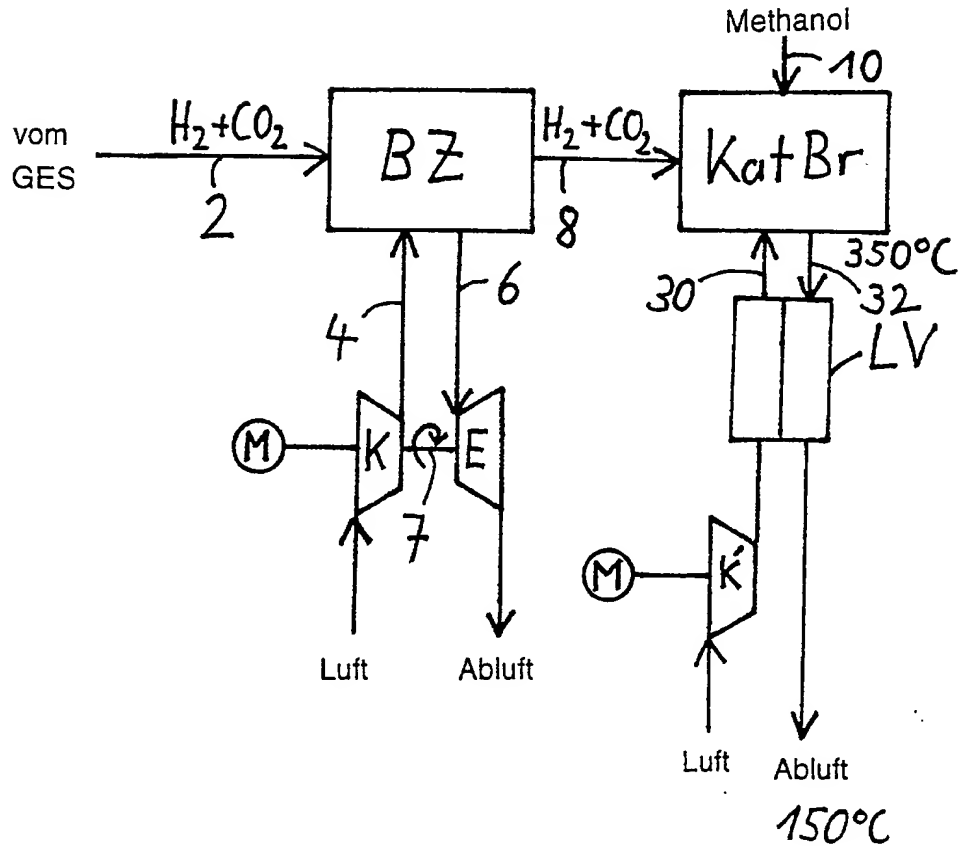 Methanol
10
vom
GES
H₂+CO₂
2
BZ
H₂+CO₂
8
KatBr
4
6
30
350°C
32
LV
M
K
E
7
M
K'
Luft
Abluft
Luft
Abluft
150°C